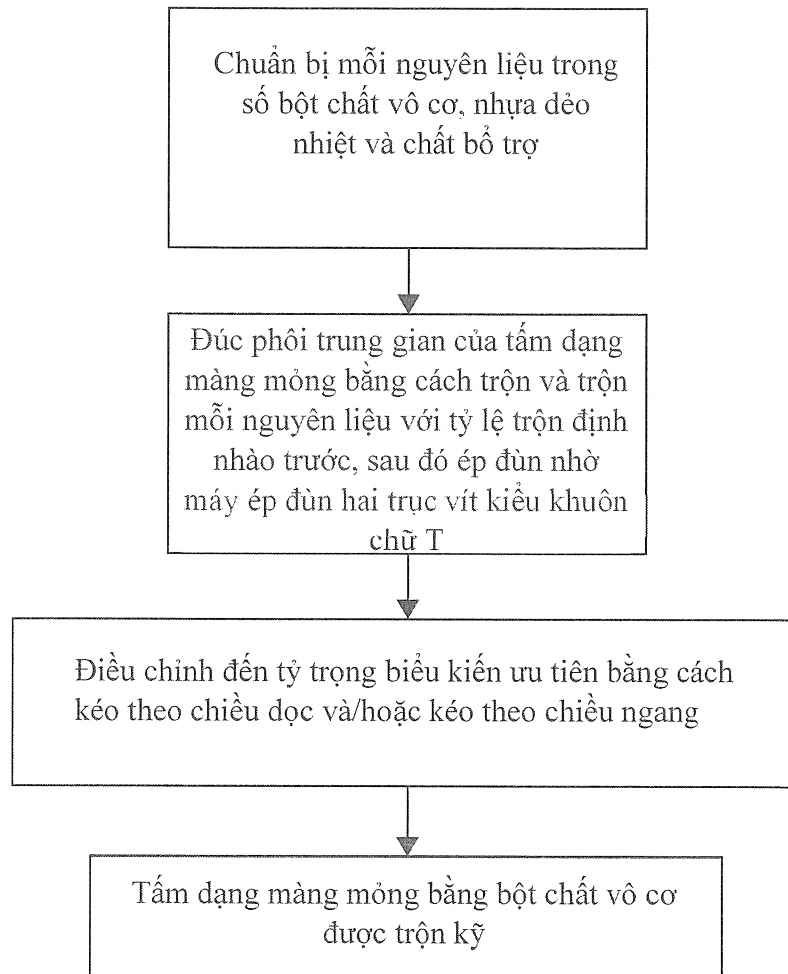 Chuẩn bị mỗi nguyên liệu trong
số bột chất vô cơ, nhựa dẻo
nhiệt và chất bổ trợ
Đúc phôi trung gian của tấm dạng
màng mỏng bằng cách trộn và trộn
mỗi nguyên liệu với tỷ lệ trộn định
nhào trước, sau đó ép đùn nhờ
máy ép đùn hai trục vít kiểu khuôn
chữ T
Điều chỉnh đến tỷ trọng biểu kiến ưu tiên bằng cách
kéo theo chiều dọc và/hoặc kéo theo chiều ngang
Tấm dạng màng mỏng bằng bột chất vô cơ
được trộn kỹ